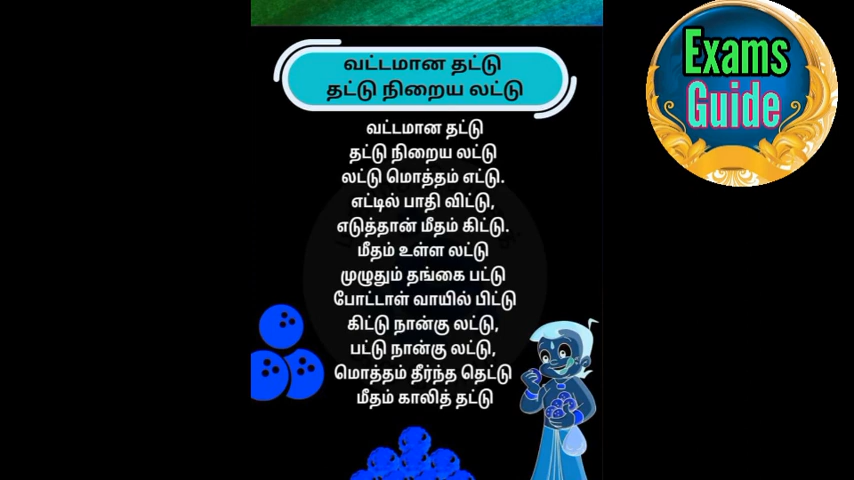 வட்டமான தட்டு
தட்டு நிறைய லட்டு
வட்டமான தட்டு
தட்டு நிறைய லட்டு
லட்டு மொத்தம் எட்டு.
எட்டில் பாதி விட்டு,
எடுத்தான் மீதம் கிட்டு.
மீதம் உள்ள லட்டு
முழுதும் தங்கை பட்டு
போட்டாள் வாயில் பிட்டு
கிட்டு நான்கு லட்டு,
பட்டு நான்கு லட்டு,
மொத்தம் தீர்ந்த தெட்டு
மீதம் காலித் தட்டு
Exams
Guide